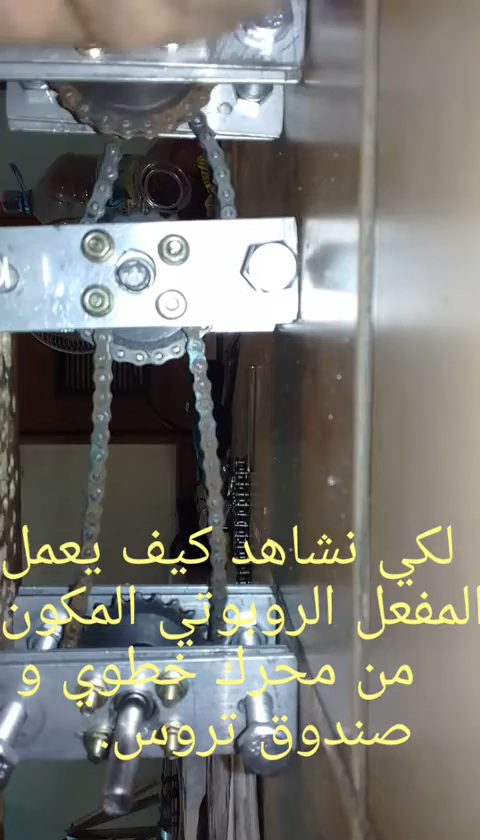 لكي نشاهد كيف يعمل
المفعل الروبوتي المكون
من محرك خطوي و
صندوق تروس.